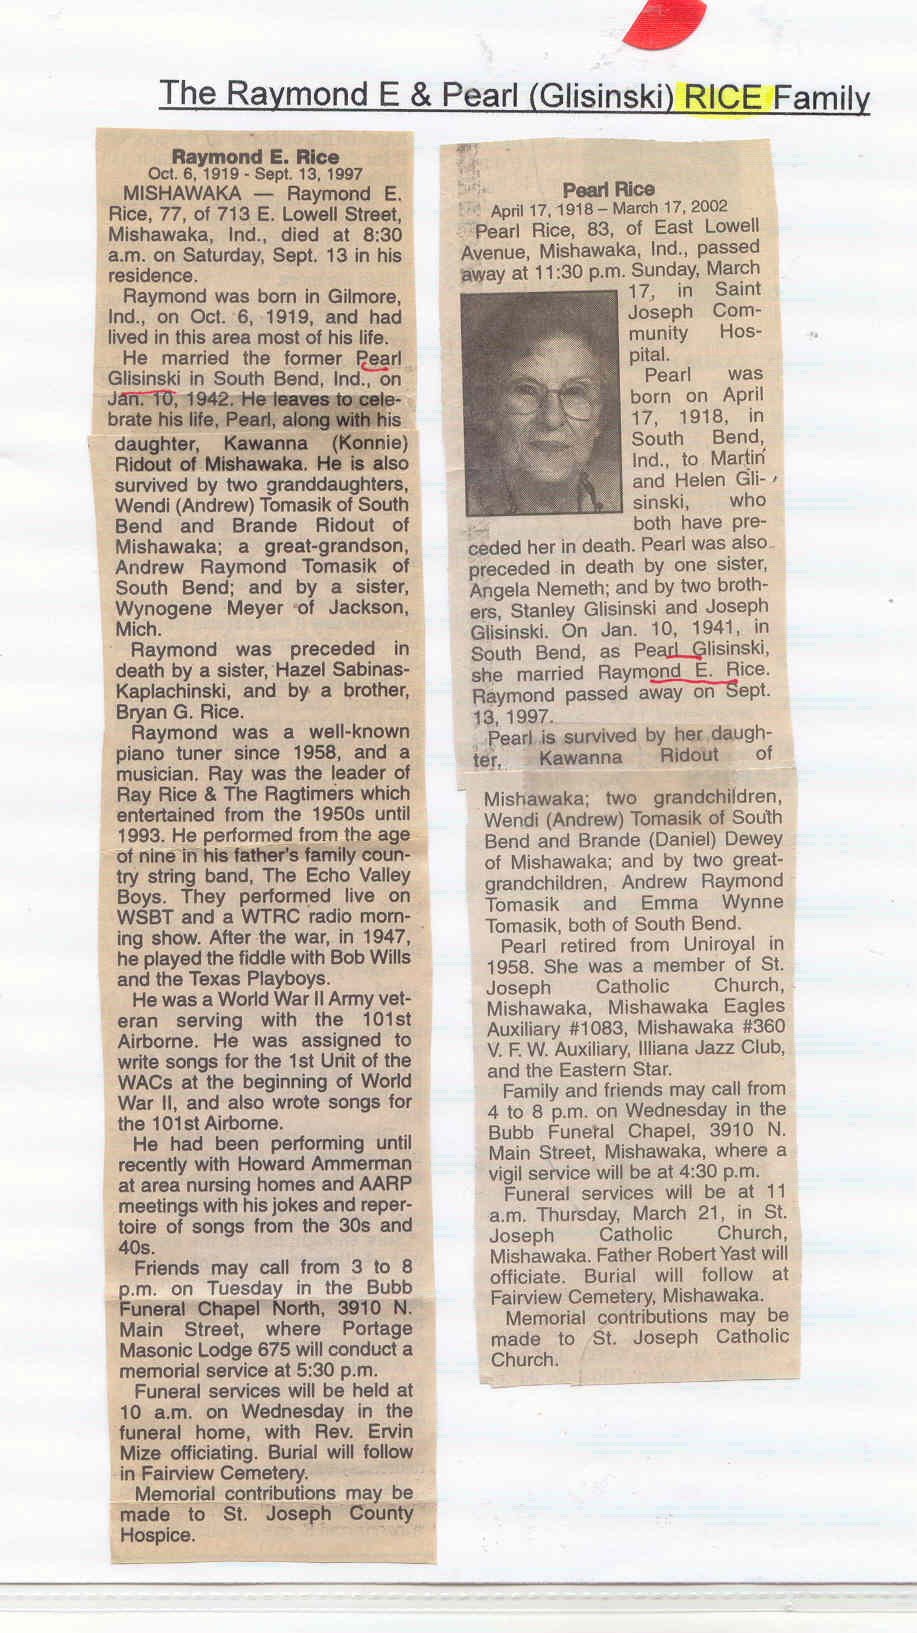 The Raymond E & Pearl (Glisinski) RICE Family
Raymond E. Rice
Oct. 6, 1919 - Sept. 13, 1997
MISHAWAKA — Raymond E.
Rice, 77, of 713 E. Lowell Street,
Mishawaka, Ind., died at 8:30
a.m. on Saturday, Sept. 13 in his
residence.
Raymond was born in Gilmore,
Ind., on Oct. 6, 1919, and had
lived in this area most of his life.
He married the former Pearl
Glisinski in South Bend, Ind., on
Jan. 10, 1942. He leaves to cele-
brate his life, Pearl, along with his
daughter, Kawanna (Konnie)
Ridout of Mishawaka. He is also
survived by two granddaughters,
Wendi (Andrew) Tomasik of South
Bend and Brande Ridout of
Mishawaka; a great-grandson,
Andrew Raymond Tomasik of
South Bend; and by a sister,
Wynogene Meyer of Jackson,
Mich.
Raymond was preceded in
death by a sister, Hazel Sabinas-
Kaplachinski, and by a brother,
Bryan G. Rice.
Raymond was a well-known
piano tuner since 1958, and a
musician. Ray was the leader of
Ray Rice & The Ragtimers which
entertained from the 1950s until
1993. He performed from the age
of nine in his father's family coun-
try string band, The Echo Valley
Boys. They performed live on
WSBT and a WTRC radio morn-
ing show. After the war, in 1947,
he played the fiddle with Bob Wills
and the Texas Playboys.
He was a World War II Army vet-
eran serving with the 101st
Airborne. He was assigned to
write songs for the 1st Unit of the
WACs at the beginning of World
War II, and also wrote songs for
the 101st Airborne.
He had been performing until
recently with Howard Ammerman
at area nursing homes and AARP
meetings with his jokes and reper-
toire of songs from the 30s and
40s.
Friends may call from 3 to 8
p.m. on Tuesday in the Bubb
Funeral Chapel North, 3910 N.
Main Street, where Portage
Masonic Lodge 675 will conduct a
memorial service at 5:30 p.m.
Funeral services will be held at
10 a.m. on Wednesday in the
funeral home, with Rev. Ervin
Mize officiating. Burial will follow
in Fairview Cemetery.
Memorial contributions may be
made to St. Joseph County
Hospice.
Pearl Rice
April 17, 1918 – March 17, 2002
Pearl Rice, 83, of East Lowell
Avenue, Mishawaka, Ind., passed
away at 11:30 p.m. Sunday, March
17, in Saint
Joseph Com-
munity Hos-
pital.
Pearl was
born on April
17, 1918, in
South Bend,
Ind., to Martin
and Helen Gli-
sinski, who
both have pre-
ceded her in death. Pearl was also
preceded in death by one sister,
Angela Nemeth; and by two broth-
ers, Stanley Glisinski and Joseph
Glisinski. On Jan. 10, 1941, in
South Bend, as Pearl Glisinski,
she married Raymond E. Rice.
Raymond passed away on Sept.
13, 1997.
Pearl is survived by her daugh-
ter, Kawanna Ridout of
Mishawaka; two grandchildren,
Wendi (Andrew) Tomasik of South
Bend and Brande (Daniel) Dewey
of Mishawaka; and by two great-
grandchildren, Andrew Raymond
Tomasik and Emma Wynne
Tomasik, both of South Bend.
Pearl retired from Uniroyal in
1958. She was a member of St.
Joseph Catholic Church,
Mishawaka, Mishawaka Eagles
Auxiliary #1083, Mishawaka #360
V. F. W. Auxiliary, Illiana Jazz Club,
and the Eastern Star.
Family and friends may call from
4 to 8 p.m. on Wednesday in the
Bubb Funeral Chapel, 3910 N.
Main Street, Mishawaka, where a
vigil service will be at 4:30 p.m.
Funeral services will be at 11
a.m. Thursday, March 21, in St.
Joseph Catholic Church,
Mishawaka. Father Robert Yast will
officiate. Burial will follow at
Fairview Cemetery, Mishawaka.
Memorial contributions may be
made to St. Joseph Catholic
Church.